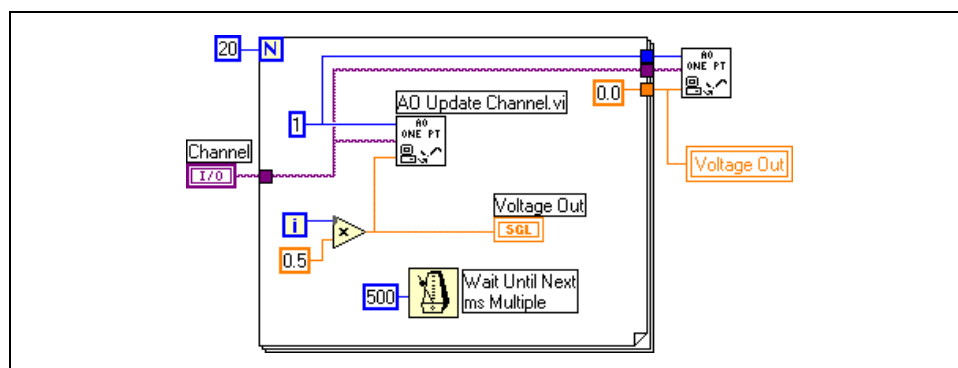 20
N
AO
ONE PT
0.0
AO Update Channel.vi
1
AO
ONE PT
Channel
I/O
Voltage Out
Voltage Out
i
x
SGL
0.5
500
Wait Until Next
ms Multiple